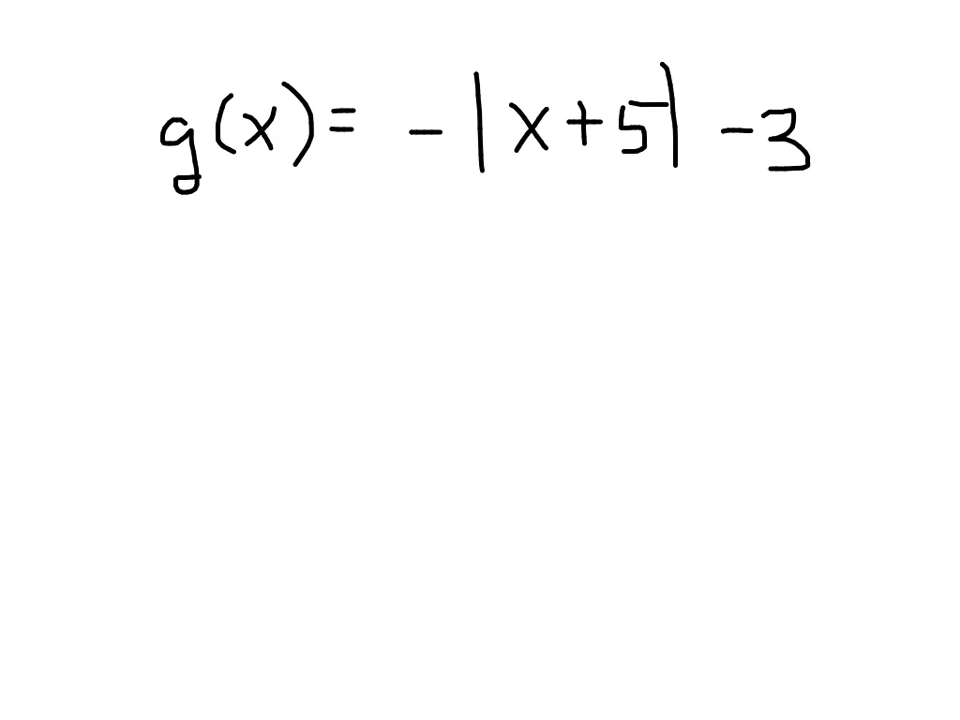 g(x) = - |x+5| -3